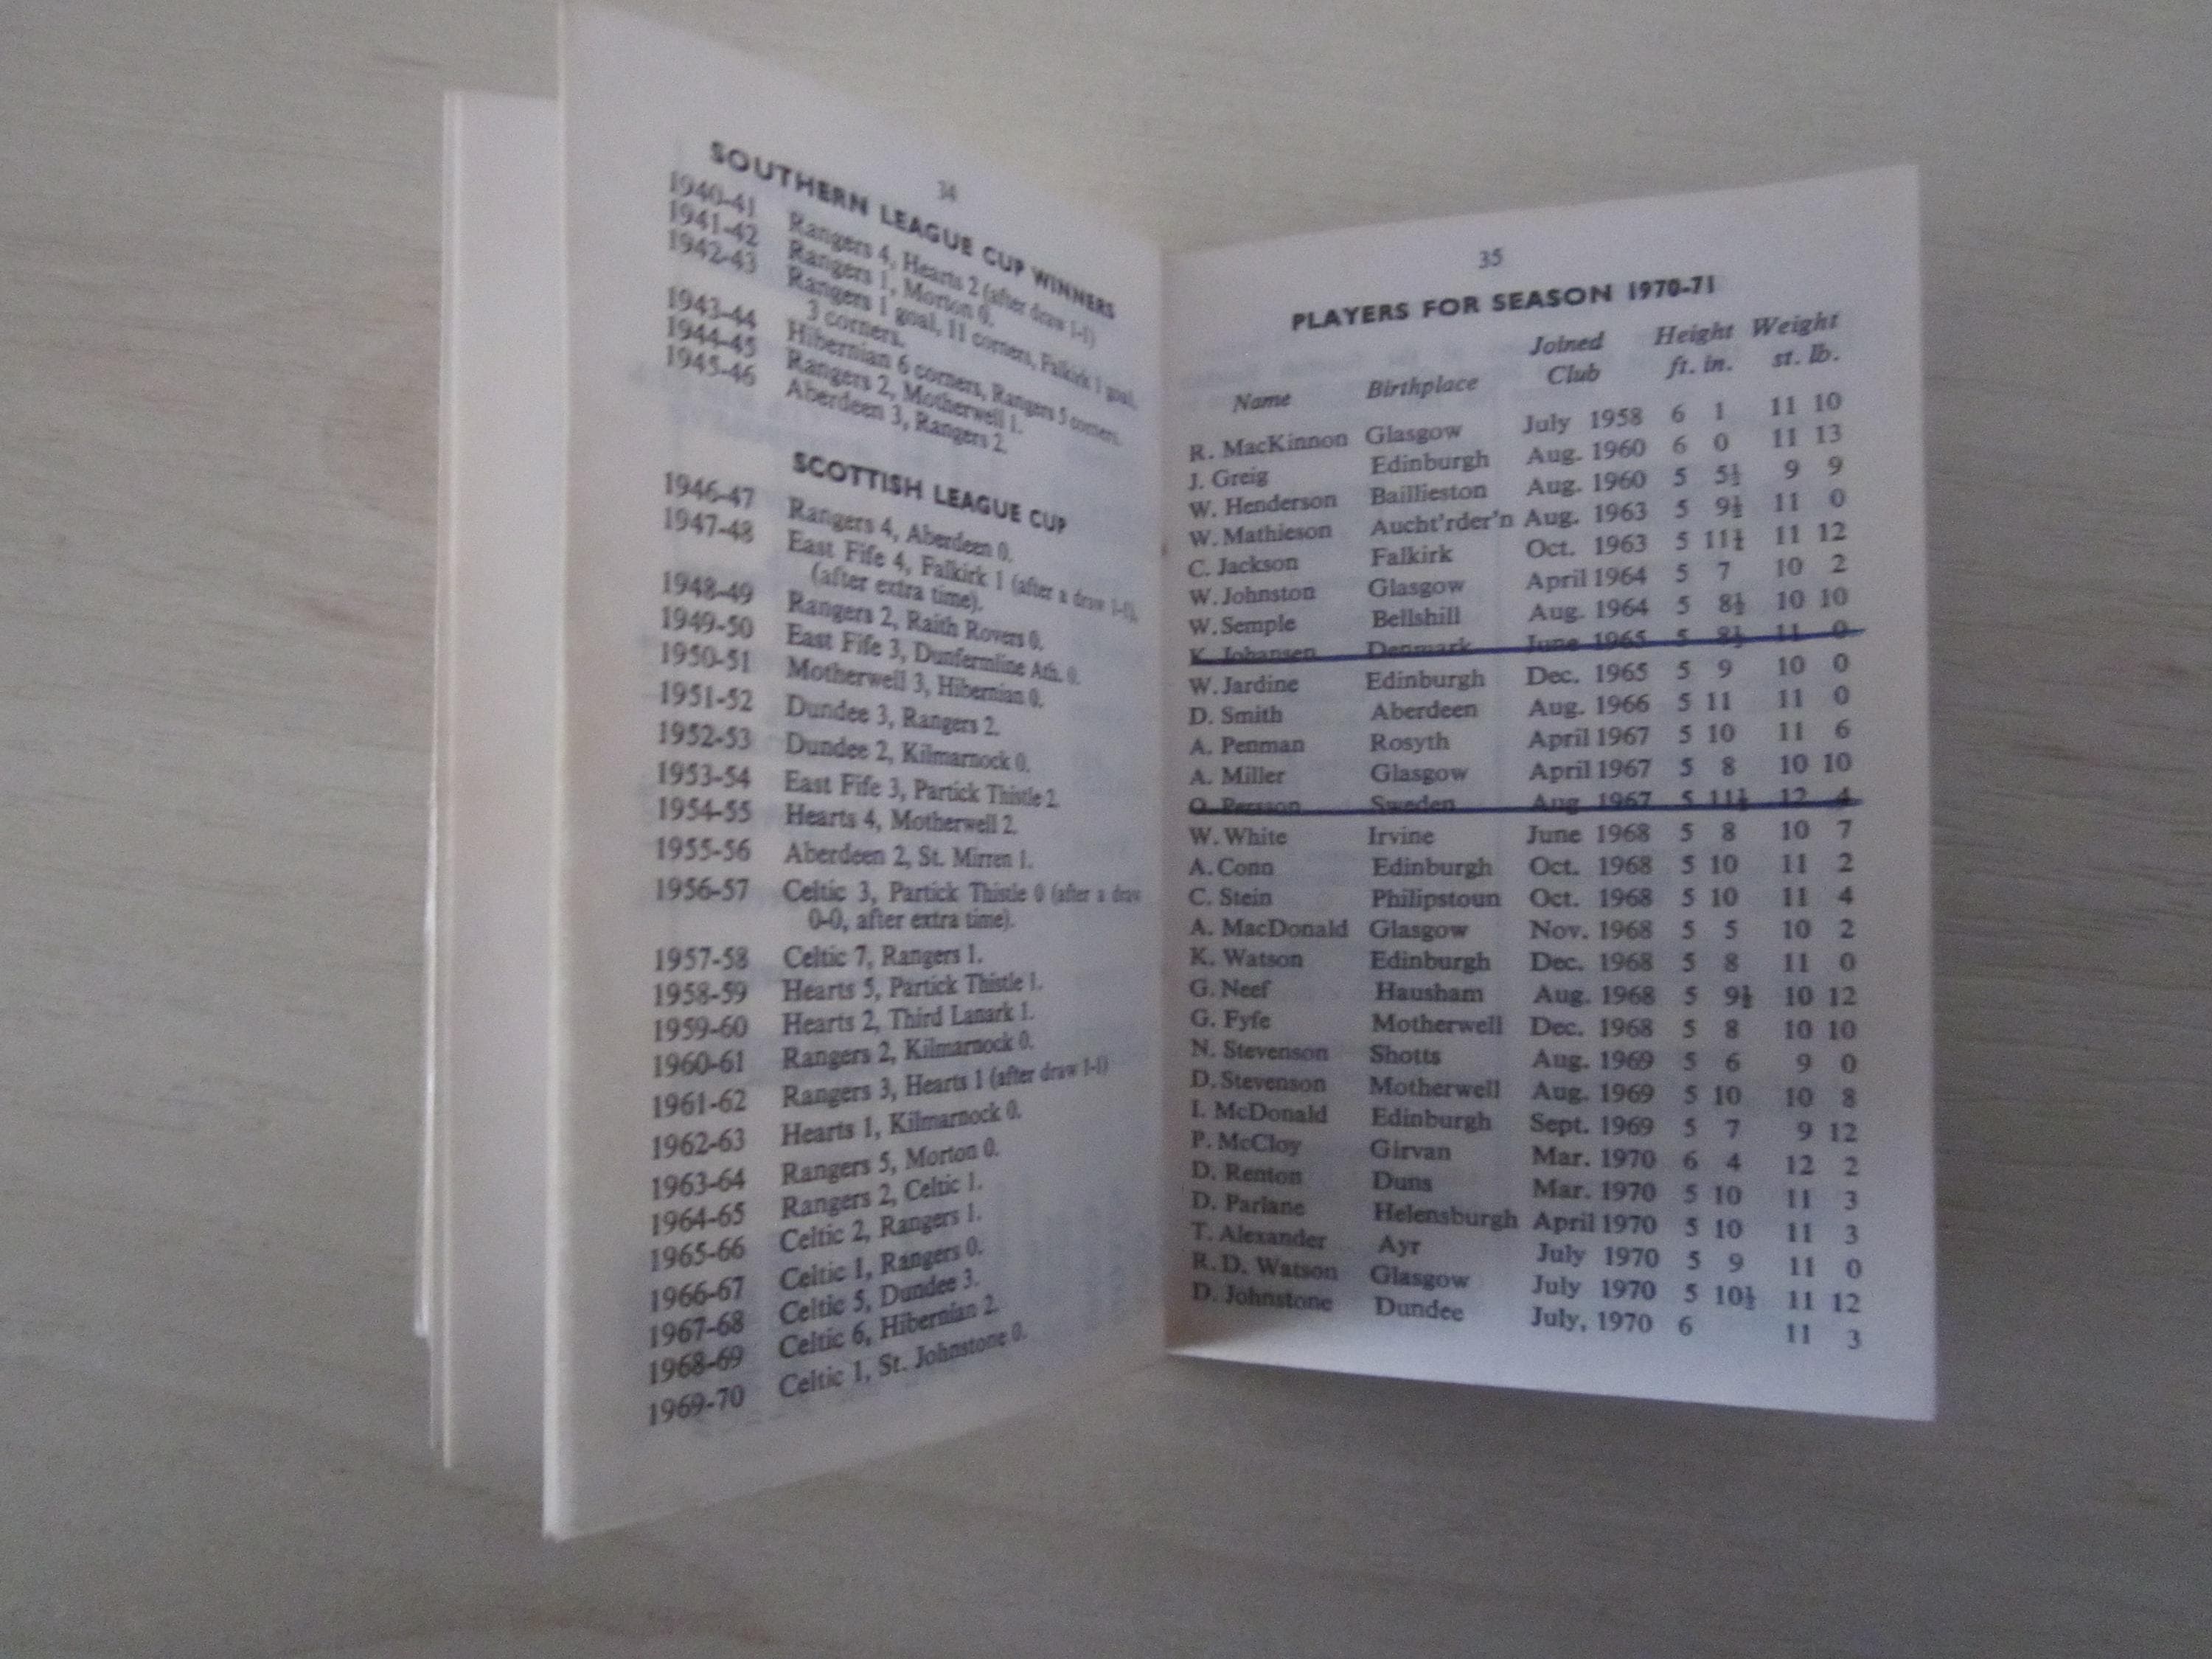 34
SOUTHERN LEAGUE CUP WINNERS
1940-41 Rangers 4, Hearts 2 (after draw 1-1)
1941-42 Rangers 1, Morton 0.
1942-43 Rangers 1 goal, 11 corners, Falkirk 1 goal,
3 corners.
1943-44 Hibernian 6 corners, Rangers 5 corners.
1944-45 Rangers 2, Motherwell 1.
1945-46 Aberdeen 3, Rangers 2.
SCOTTISH LEAGUE CUP
1946-47 Rangers 4, Aberdeen 0.
1947-48 East Fife 4, Falkirk 1 (after a draw 1-1),
(after extra time).
1948-49 Rangers 2, Raith Rovers 0.
1949-50 East Fife 3, Dunfermline Ath. 0.
1950-51 Motherwell 3, Hibernian 0.
1951-52 Dundee 3, Rangers 2.
1952-53 Dundee 2, Kilmarnock 0.
1953-54 East Fife 3, Partick Thistle 2.
1954-55 Hearts 4, Motherwell 2.
1955-56 Aberdeen 2, St. Mirren 1.
1956-57 Celtic 3, Partick Thistle 0 (after a draw
0-0, after extra time).
1957-58 Celtic 7, Rangers 1.
1958-59 Hearts 5, Partick Thistle 1.
1959-60 Hearts 2, Third Lanark 1.
1960-61 Rangers 2, Kilmarnock 0.
1961-62 Rangers 3, Hearts 1 (after draw 1-1)
1962-63 Hearts 1, Kilmarnock 0.
1963-64 Rangers 5, Morton 0.
1964-65 Rangers 2, Celtic 1.
1965-66 Celtic 2, Rangers 1.
1966-67 Celtic 1, Rangers 0.
1967-68 Celtic 5, Dundee 3.
1968-69 Celtic 6, Hibernian 2.
1969-70 Celtic 1, St. Johnstone 0.
35
PLAYERS FOR SEASON 1970-71
Joined Height Weight
Name Birthplace Club ft. in. st. lb.
R. MacKinnon Glasgow July 1958 6 1 11 10
J. Greig Edinburgh Aug. 1960 6 0 11 13
W. Henderson Baillieston Aug. 1960 5 5½ 9 9
W. Mathieson Aucht'rder'n Aug. 1963 5 9½ 11 0
C. Jackson Falkirk Oct. 1963 5 11½ 11 12
W. Johnston Glasgow April 1964 5 7 10 2
W. Semple Bellshill Aug. 1964 5 8½ 10 10
K. Johansen Denmark June 1965 5 8½ 11 0
W. Jardine Edinburgh Dec. 1965 5 9 10 0
D. Smith Aberdeen Aug. 1966 5 11 11 0
A. Penman Rosyth April 1967 5 10 11 6
A. Miller Glasgow April 1967 5 8 10 10
O. Persson Sweden Aug 1967 5 11½ 12 4
W. White Irvine June 1968 5 8 10 7
A. Conn Edinburgh Oct. 1968 5 10 11 2
C. Stein Philipstoun Oct. 1968 5 10 11 4
A. MacDonald Glasgow Nov. 1968 5 5 10 2
K. Watson Edinburgh Dec. 1968 5 8 11 0
G. Neef Hausham Aug. 1968 5 9½ 10 12
G. Fyfe Motherwell Dec. 1968 5 8 10 10
N. Stevenson Shotts Aug. 1969 5 6 9 0
D. Stevenson Motherwell Aug. 1969 5 10 10 8
I. McDonald Edinburgh Sept. 1969 5 7 9 12
P. McCloy Girvan Mar. 1970 6 4 12 2
D. Renton Duns Mar. 1970 5 10 11 3
D. Parlane Helensburgh April 1970 5 10 11 3
T. Alexander Ayr July 1970 5 9 11 0
R. D. Watson Glasgow July 1970 5 10½ 11 12
D. Johnstone Dundee July, 1970 6 11 3